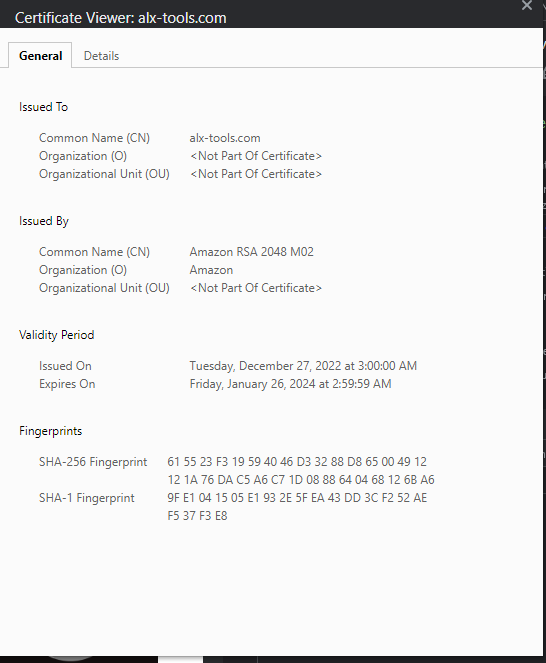 Certificate Viewer: alx-tools.com
General Details
Issued To
Common Name (CN) alx-tools.com
Organization (O) <Not Part Of Certificate>
Organizational Unit (OU) <Not Part Of Certificate>
Issued By
Common Name (CN) Amazon RSA 2048 M02
Organization (O) Amazon
Organizational Unit (OU) <Not Part Of Certificate>
Validity Period
Issued On Tuesday, December 27, 2022 at 3:00:00 AM
Expires On Friday, January 26, 2024 at 2:59:59 AM
Fingerprints
SHA-256 Fingerprint 61 55 23 F3 19 59 40 46 D3 32 88 D8 65 00 49 12
12 1A 76 DA C5 A6 C7 1D 08 88 64 04 68 12 6B A6
SHA-1 Fingerprint 9F E1 04 15 05 E1 93 2E 5F EA 43 DD 3C F2 52 AE
F5 37 F3 E8